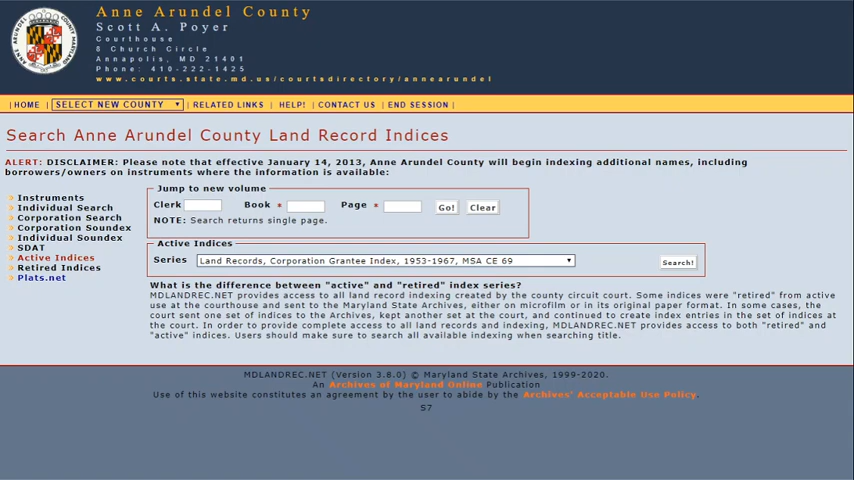 Anne Arundel County
Scott A. Poyer
Courthouse
8 Church Circle
Annapolis, MD 21401
Phone: 410-222-1425
www.courts.state.md.us/courtsdirectory/annearundel
| HOME | SELECT NEW COUNTY | RELATED LINKS | HELP! | CONTACT US | END SESSION |
Search Anne Arundel County Land Record Indices
ALERT: DISCLAIMER: Please note that effective January 14, 2013, Anne Arundel County will begin indexing additional names, including
borrowers/owners on instruments where the information is available:
Instruments
Individual Search
Corporation Search
Corporation Soundex
Individual Soundex
SDAT
Active Indices
Retired Indices
Plats.net
Jump to new volume
Clerk Book * Page * Go! Clear
NOTE: Search returns single page.
Active Indices
Series Land Records, Corporation Grantee Index, 1953-1967, MSA CE 69 Search!
What is the difference between "active" and "retired" index series?
MDLANDREC.NET provides access to all land record indexing created by the county circuit court. Some indices were "retired" from active
use at the courthouse and sent to the Maryland State Archives, either on microfilm or in its original paper format. In some cases, the
court sent one set of indices to the Archives, kept another set at the court, and continued to create index entries in the set of indices at
the court. In order to provide complete access to all land records and indexing, MDLANDREC.NET provides access to both "retired" and
"active" indices. Users should make sure to search all available indexing when searching title.
MDLANDREC.NET (Version 3.8.0) © Maryland State Archives, 1999-2020.
An Archives of Maryland Online Publication
Use of this website constitutes an agreement by the user to abide by the Archives' Acceptable Use Policy.
S7